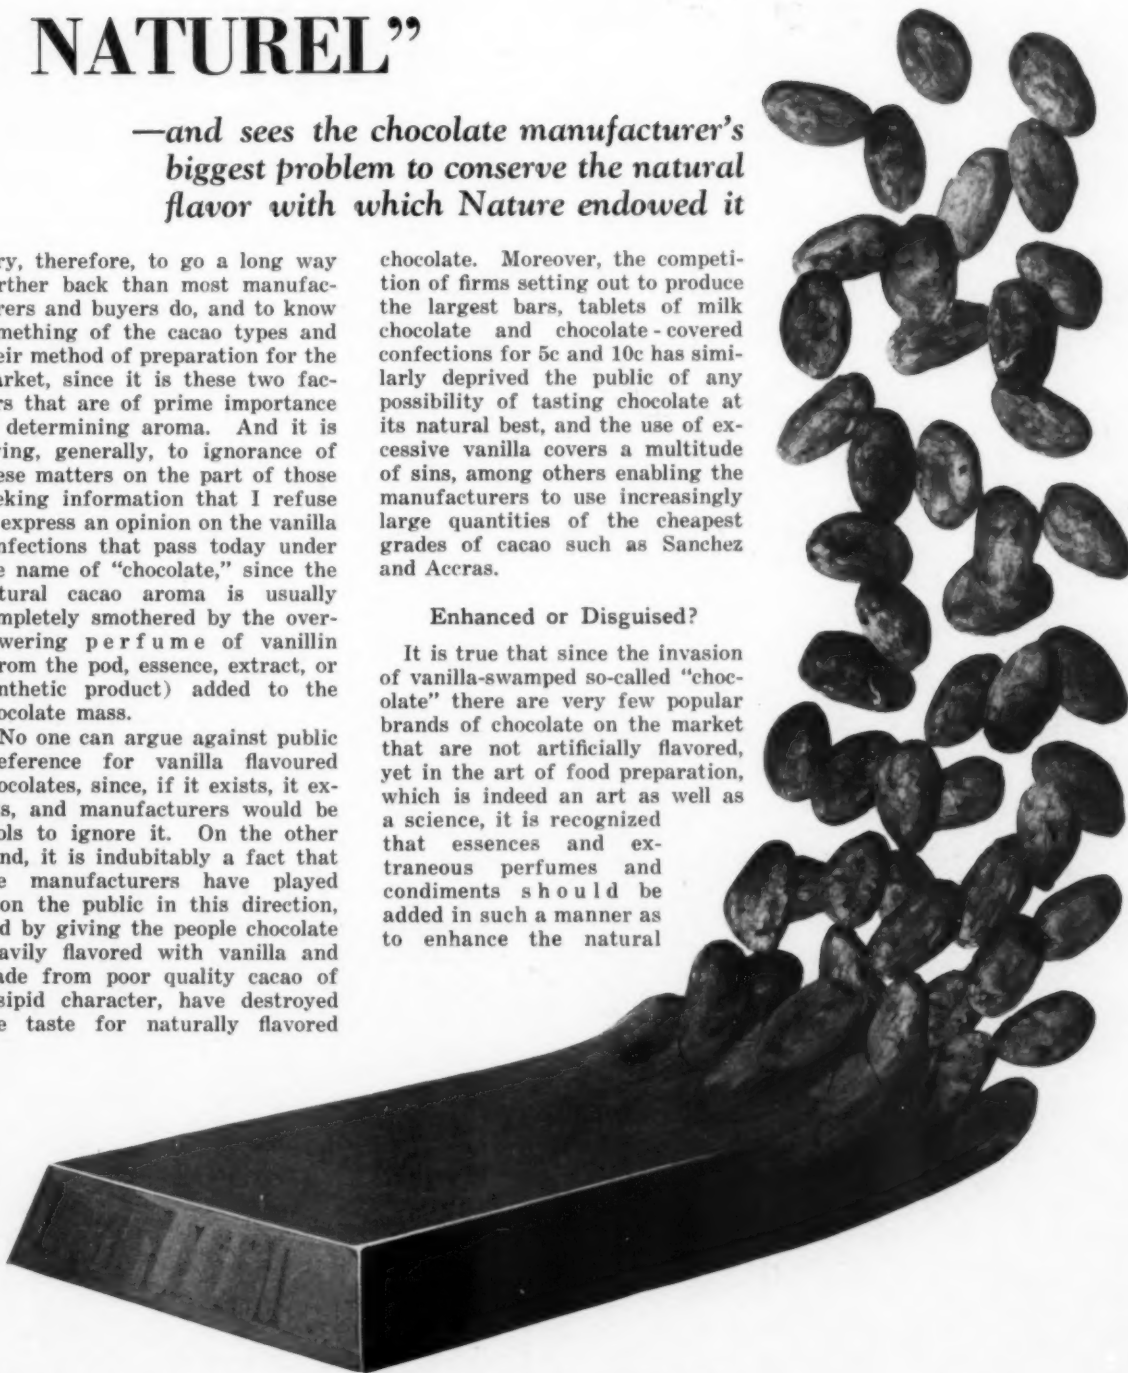 NATUREL”
—and sees the chocolate manufacturer's
biggest problem to conserve the natural
flavor with which Nature endowed it
ry, therefore, to go a long way
rther back than most manufac-
rers and buyers do, and to know
mething of the cacao types and
eir method of preparation for the
arket, since it is these two fac-
rs that are of prime importance
determining aroma. And it is
ving, generally, to ignorance of
ese matters on the part of those
eking information that I refuse
express an opinion on the vanilla
nfections that pass today under
e name of “chocolate,” since the
tural cacao aroma is usually
mpletely smothered by the over-
wering perfume of vanillin
rom the pod, essence, extract, or
nthetic product) added to the
ocolate mass.
No one can argue against public
eference for vanilla flavoured
ocolates, since, if it exists, it ex-
s, and manufacturers would be
ols to ignore it. On the other
nd, it is indubitably a fact that
e manufacturers have played
on the public in this direction,
d by giving the people chocolate
avily flavored with vanilla and
ade from poor quality cacao of
sipid character, have destroyed
e taste for naturally flavored
chocolate. Moreover, the competi-
tion of firms setting out to produce
the largest bars, tablets of milk
chocolate and chocolate-covered
confections for 5c and 10c has simi-
larly deprived the public of any
possibility of tasting chocolate at
its natural best, and the use of ex-
cessive vanilla covers a multitude
of sins, among others enabling the
manufacturers to use increasingly
large quantities of the cheapest
grades of cacao such as Sanchez
and Accras.
Enhanced or Disguised?
It is true that since the invasion
of vanilla-swamped so-called “choc-
olate” there are very few popular
brands of chocolate on the market
that are not artificially flavored,
yet in the art of food preparation,
which is indeed an art as well as
a science, it is recognized
that essences and ex-
traneous perfumes and
condiments should be
added in such a manner as
to enhance the natural